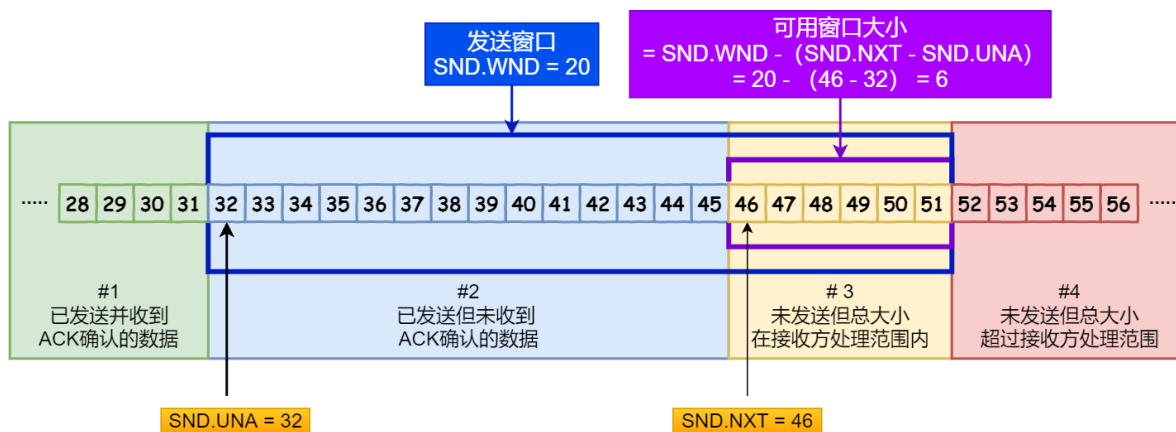 发送窗口
SND.WND = 20
可用窗口大小
= SND.WND -（SND.NXT - SND.UNA）
= 20 -（46 - 32）= 6
..... 28 29 30 31 32 33 34 35 36 37 38 39 40 41 42 43 44 45 46 47 48 49 50 51 52 53 54 55 56 .....
#1
已发送并收到
ACK确认的数据
#2
已发送但未收到
ACK确认的数据
# 3
未发送但总大小
在接收方处理范围内
#4
未发送但总大小
超过接收方处理范围
SND.UNA = 32
SND.NXT = 46